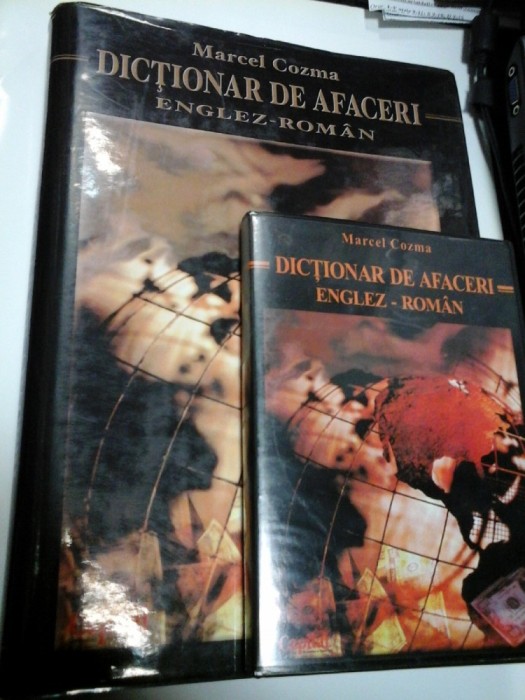 Marcel Cozma
DICȚIONAR DE AFACERI
ENGLEZ-ROMÂN
Marcel Cozma
DICȚIONAR DE AFACERI
ENGLEZ - ROMÂN